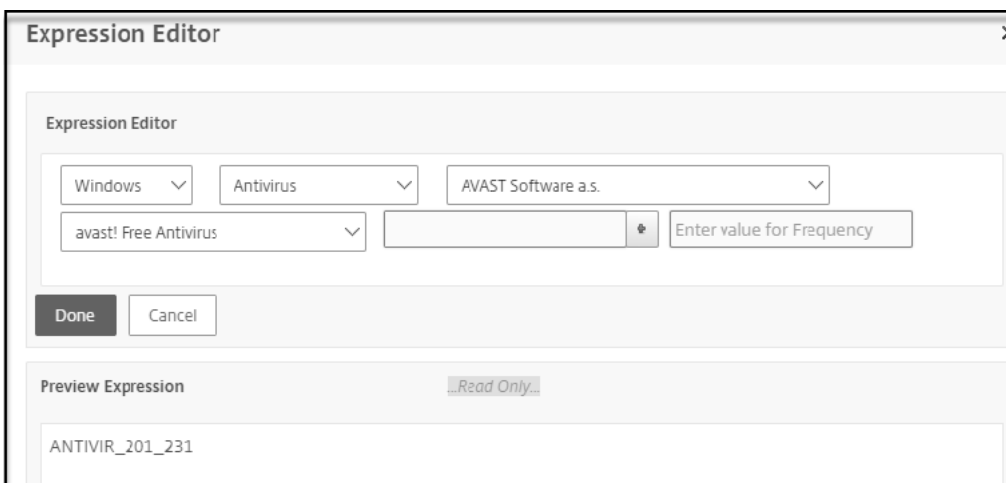 Expression Editor
Expression Editor
Windows Antivirus AVAST Software a.s.
avast! Free Antivirus Enter value for Frequency
Done Cancel
Preview Expression ...Read Only...
ANTIVIR_201_231